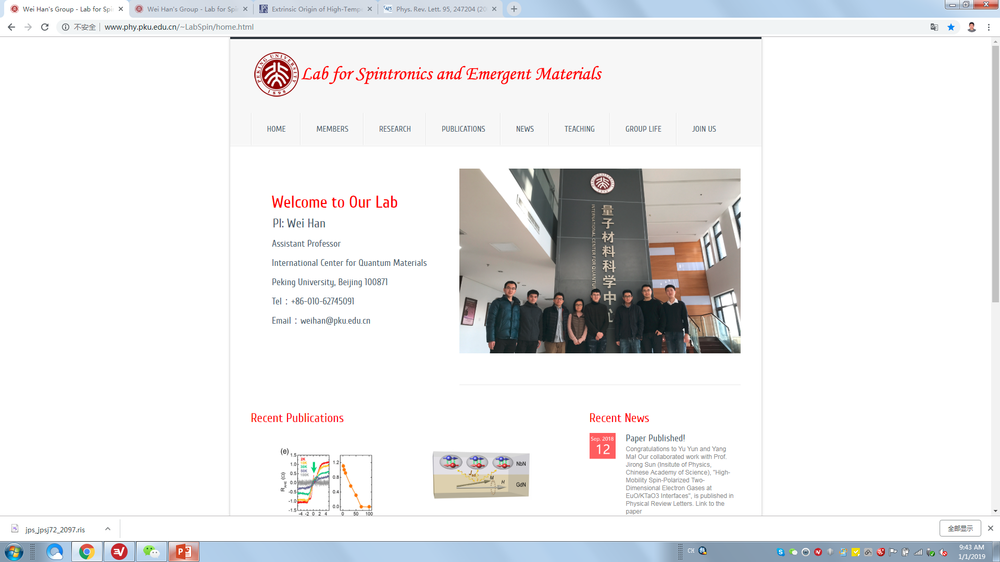 Wei Han's Group - Lab for Spi
Wei Han's Group - Lab for Spi
Extrinsic Origin of High-Tempe
Phys. Rev. Lett. 95, 247204 (20
不安全
www.phy.pku.edu.cn/~LabSpin/home.html
PEKING UNIVERSITY
1898
Lab for Spintronics and Emergent Materials
HOME
MEMBERS
RESEARCH
PUBLICATIONS
NEWS
TEACHING
GROUP LIFE
JOIN US
Welcome to Our Lab
PI: Wei Han
Assistant Professor
International Center for Quantum Materials
Peking University, Beijing 100871
Tel：+86-010-62745091
Email：weihan@pku.edu.cn
量子材料科学中心
INTERNATIONAL CENTER FOR QUANTUM
Recent Publications
(e)
1.5
1.0
0.5
0.0
-0.5
-1.0
-1.5
2K
10K
30K
50K
100K
R_AHE (Ω)
-4 -2 0 2 4
1.2
0.8
0.4
0.0
0 50 100
NbN
J_sd
M
H
GdN
Recent News
Sep. 2018
12
Paper Published!
Congratulations to Yu Yun and Yang
Ma! Our collaborated work with Prof.
Jirong Sun (Insitute of Physics,
Chinese Academy of Science), "High-
Mobility Spin-Polarized Two-
Dimensional Electron Gases at
EuO/KTaO3 Interfaces", is published in
Physical Review Letters. Link to the
paper
jps_jpsj72_2097.ris
全部显示
CH
9:43 AM
1/1/2019